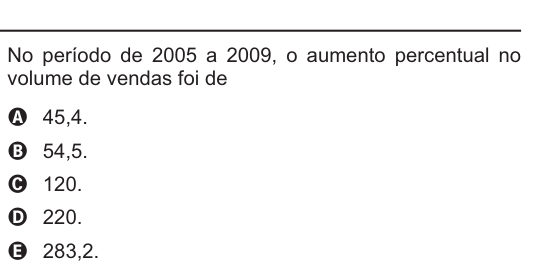 No período de 2005 a 2009, o aumento percentual no
volume de vendas foi de
A 45,4.
B 54,5.
C 120.
D 220.
E 283,2.